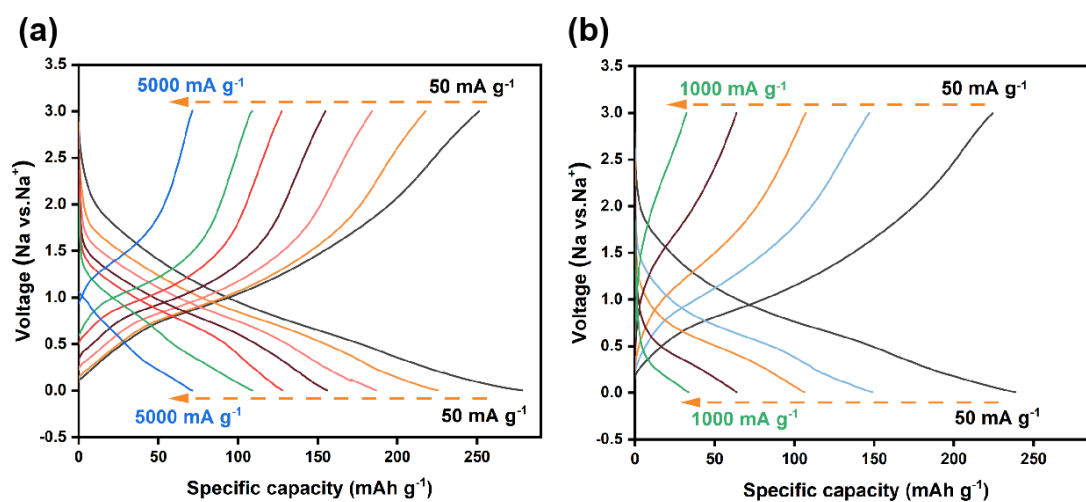 (a)
3.5
3.0
2.5
2.0
1.5
1.0
0.5
0.0
-0.5
Voltage (Na vs.Na⁺)
5000 mA g⁻¹
50 mA g⁻¹
5000 mA g⁻¹
50 mA g⁻¹
0 50 100 150 200 250
Specific capacity (mAh g⁻¹)
(b)
3.5
3.0
2.5
2.0
1.5
1.0
0.5
0.0
-0.5
Voltage (Na vs.Na⁺)
1000 mA g⁻¹
50 mA g⁻¹
1000 mA g⁻¹
50 mA g⁻¹
0 50 100 150 200 250
Specific capacity (mAh g⁻¹)